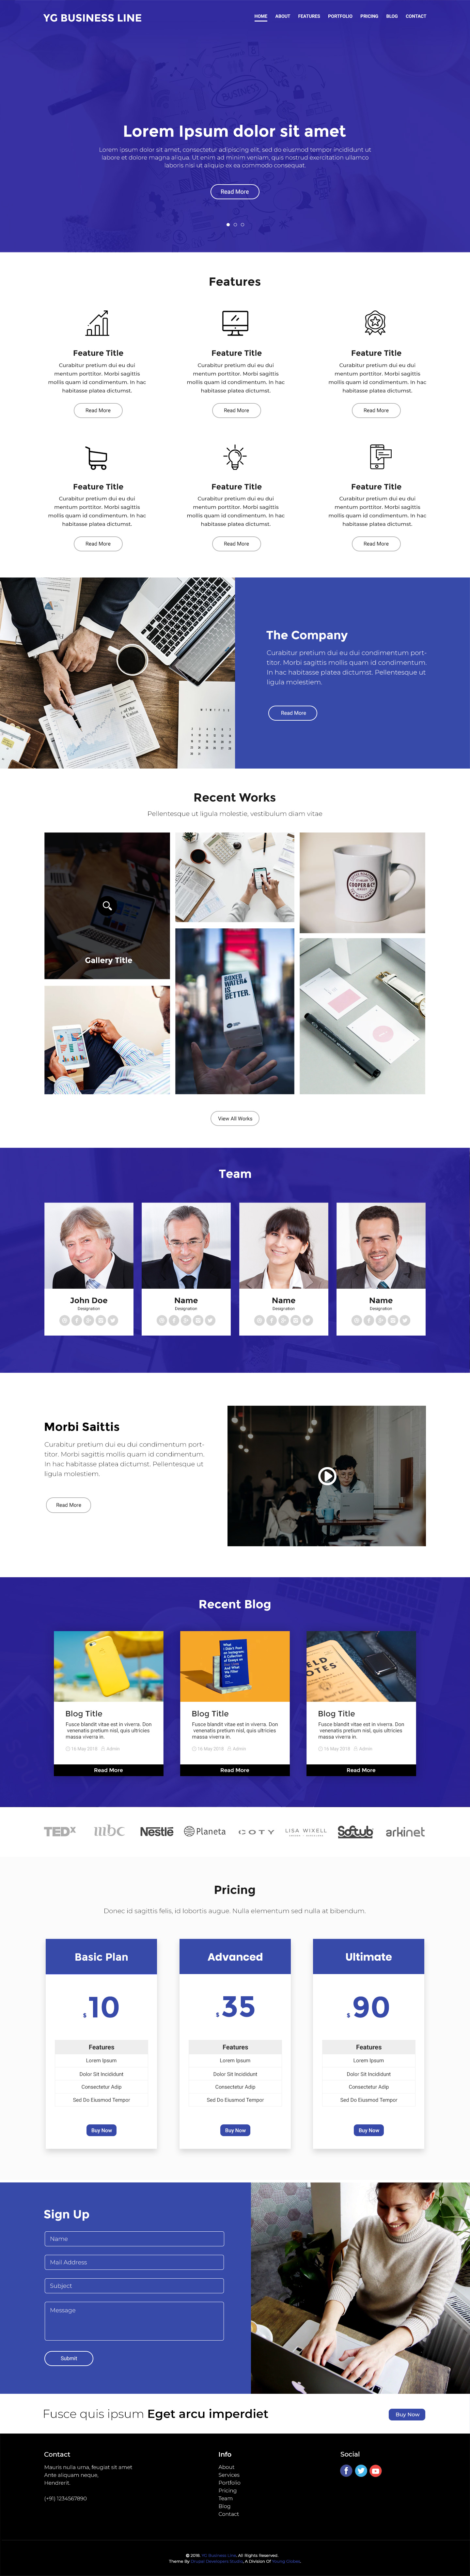 YG BUSINESS LINE
HOME ABOUT FEATURES PORTFOLIO PRICING BLOG CONTACT
Lorem Ipsum dolor sit amet
Lorem ipsum dolor sit amet, consectetur adipiscing elit, sed do eiusmod tempor incididunt ut
labore et dolore magna aliqua. Ut enim ad minim veniam, quis nostrud exercitation ullamco
laboris nisi ut aliquip ex ea commodo consequat.
Read More
Features
Feature Title
Curabitur pretium dui eu dui
mentum porttitor. Morbi sagittis
mollis quam id condimentum. In hac
habitasse platea dictumst.
Read More
Feature Title
Curabitur pretium dui eu dui
mentum porttitor. Morbi sagittis
mollis quam id condimentum. In hac
habitasse platea dictumst.
Read More
Feature Title
Curabitur pretium dui eu dui
mentum porttitor. Morbi sagittis
mollis quam id condimentum. In hac
habitasse platea dictumst.
Read More
Feature Title
Curabitur pretium dui eu dui
mentum porttitor. Morbi sagittis
mollis quam id condimentum. In hac
habitasse platea dictumst.
Read More
Feature Title
Curabitur pretium dui eu dui
mentum porttitor. Morbi sagittis
mollis quam id condimentum. In hac
habitasse platea dictumst.
Read More
Feature Title
Curabitur pretium dui eu dui
mentum porttitor. Morbi sagittis
mollis quam id condimentum. In hac
habitasse platea dictumst.
Read More
The Company
Curabitur pretium dui eu dui condimentum port-
titor. Morbi sagittis mollis quam id condimentum.
In hac habitasse platea dictumst. Pellentesque ut
ligula molestiem.
Read More
Recent Works
Pellentesque ut ligula molestie, vestibulum diam vitae
Gallery Title
COOPER & CO
BOXED
WATER
IS
BETTER.
View All Works
Team
John Doe
Designation
Name
Designation
Name
Designation
Name
Designation
Morbi Saittis
Curabitur pretium dui eu dui condimentum port-
titor. Morbi sagittis mollis quam id condimentum.
In hac habitasse platea dictumst. Pellentesque ut
ligula molestiem.
Read More
Recent Blog
Blog Title
Fusce blandit vitae est in viverra. Don
venenatis pretium nisl, quis ultricies
massa viverra in.
16 May 2018 Admin
Read More
Blog Title
Fusce blandit vitae est in viverra. Don
venenatis pretium nisl, quis ultricies
massa viverra in.
16 May 2018 Admin
Read More
Blog Title
Fusce blandit vitae est in viverra. Don
venenatis pretium nisl, quis ultricies
massa viverra in.
16 May 2018 Admin
Read More
TEDx mbc Nestlé Planeta COTY LISA WIXELL Softub arkinet
Pricing
Donec id sagittis felis, id lobortis augue. Nulla elementum sed nulla at bibendum.
Basic Plan
$ 10
Features
Lorem Ipsum
Dolor Sit Incididunt
Consectetur Adip
Sed Do Eiusmod Tempor
Buy Now
Advanced
$ 35
Features
Lorem Ipsum
Dolor Sit Incididunt
Consectetur Adip
Sed Do Eiusmod Tempor
Buy Now
Ultimate
$ 90
Features
Lorem Ipsum
Dolor Sit Incididunt
Consectetur Adip
Sed Do Eiusmod Tempor
Buy Now
Sign Up
Name
Mail Address
Subject
Message
Submit
Fusce quis ipsum Eget arcu imperdiet
Buy Now
Contact
Mauris nulla urna, feugiat sit amet
Ante aliquam neque,
Hendrerit.
(+91) 1234567890
Info
About
Services
Portfolio
Pricing
Team
Blog
Contact
Social
© 2018. YG Business Line. All Rights Reserved.
Theme By Drupal Developers Studio, A Division Of Young Globes.